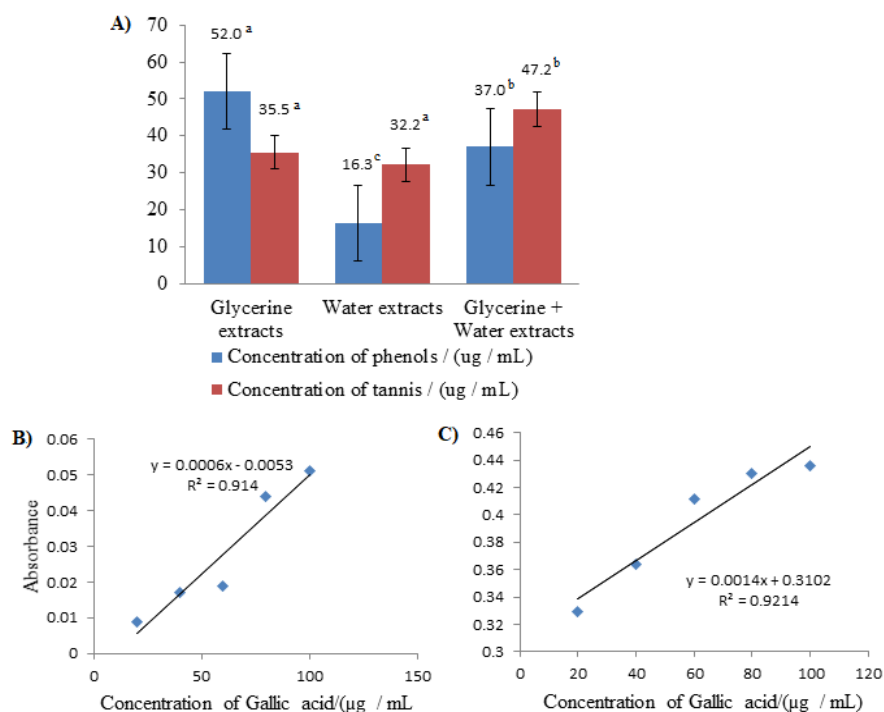 A)
70
60
50
40
30
20
10
0
52.0 a
35.5 a
16.3 c
32.2 a
37.0 b
47.2 b
Glycerine extracts
Water extracts
Glycerine + Water extracts
Concentration of phenols / (ug / mL)
Concentration of tannis / (ug / mL)
B)
0.06
0.05
0.04
0.03
0.02
0.01
0
y = 0.0006x - 0.0053
R² = 0.914
Absorbance
0 50 100 150
Concentration of Gallic acid/(µg / mL
C)
0.46
0.44
0.42
0.4
0.38
0.36
0.34
0.32
0.3
y = 0.0014x + 0.3102
R² = 0.9214
0 20 40 60 80 100 120
Concentration of Gallic acid/(µg / mL)